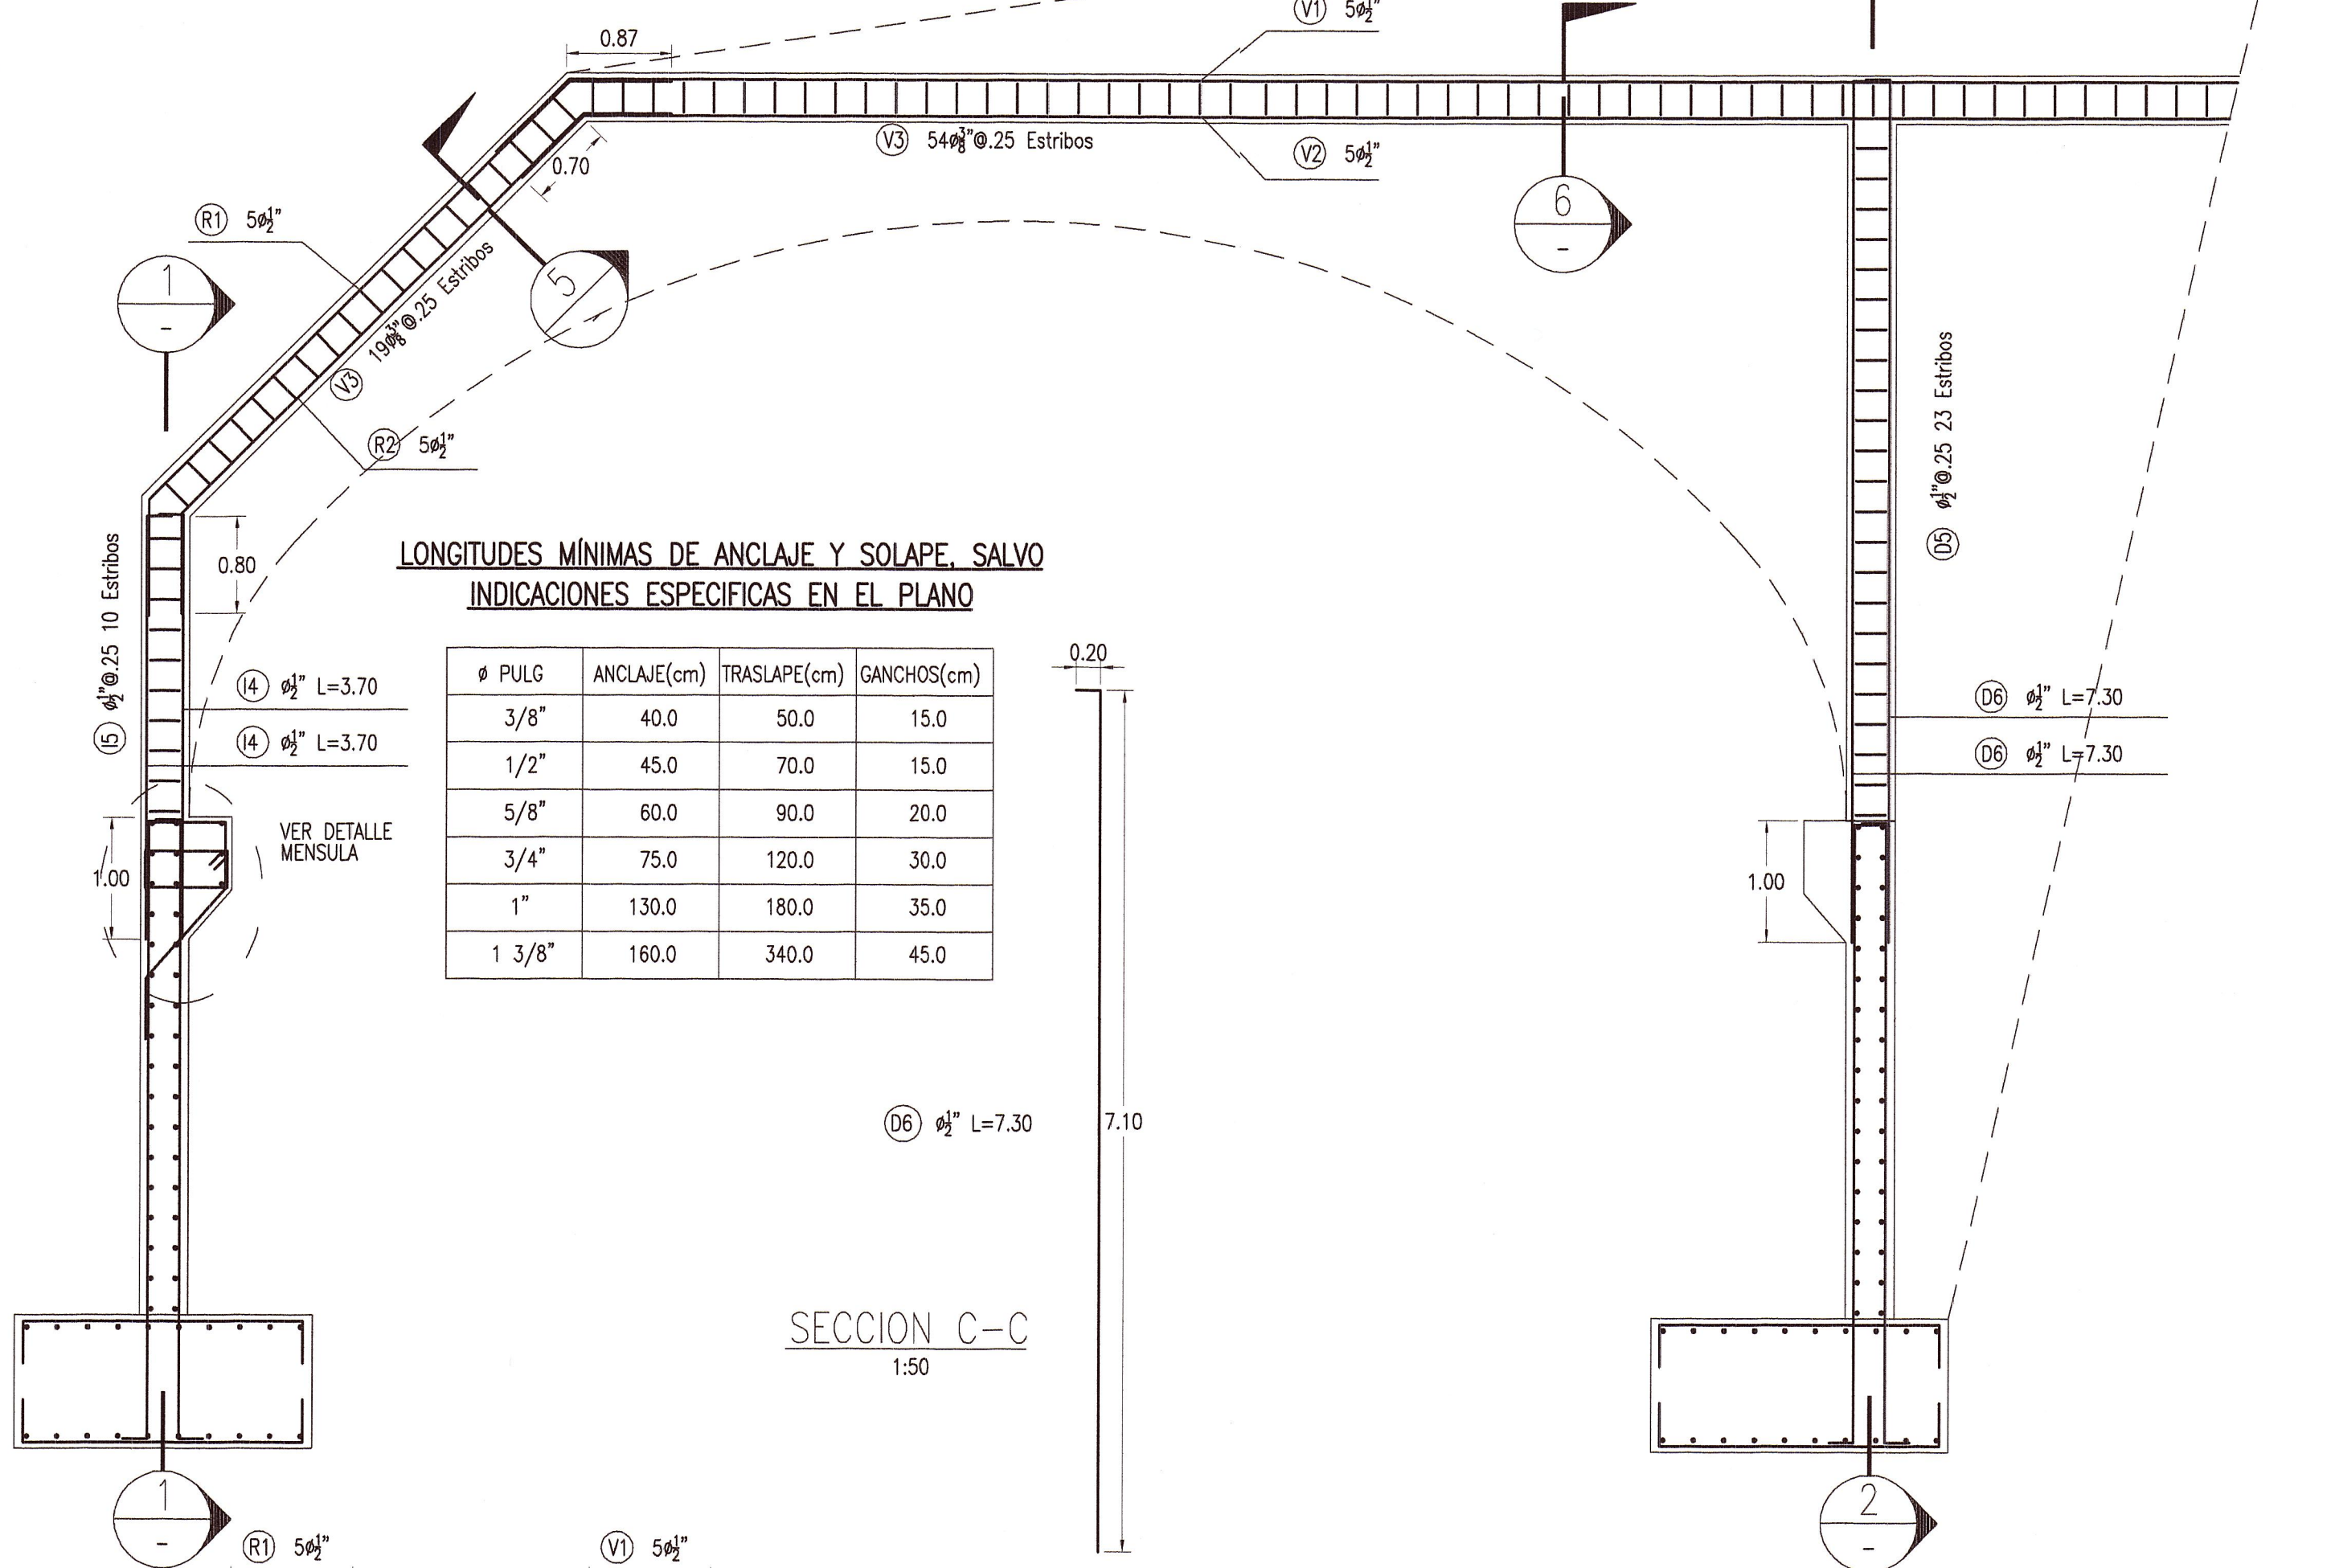 V1 5ø1/2"
0.87
V3 54ø3/8"@.25 Estribos
V2 5ø1/2"
0.70
6
-
R1 5ø1/2"
1
-
5
V3 19ø3/8"@.25 Estribos
R2 5ø1/2"
D5 ø1/2"@.25 23 Estribos
I5 ø1/2"@.25 10 Estribos
0.80
LONGITUDES MÍNIMAS DE ANCLAJE Y SOLAPE, SALVO
INDICACIONES ESPECIFICAS EN EL PLANO
ø PULG ANCLAJE(cm) TRASLAPE(cm) GANCHOS(cm)
3/8" 40.0 50.0 15.0
1/2" 45.0 70.0 15.0
5/8" 60.0 90.0 20.0
3/4" 75.0 120.0 30.0
1" 130.0 180.0 35.0
1 3/8" 160.0 340.0 45.0
0.20
I4 ø1/2" L=3.70
I4 ø1/2" L=3.70
D6 ø1/2" L=7.30
D6 ø1/2" L=7.30
VER DETALLE
MENSULA
1.00
1.00
D6 ø1/2" L=7.30
7.10
SECCION C-C
1:50
1
-
2
-
R1 5ø1/2"
V1 5ø1/2"